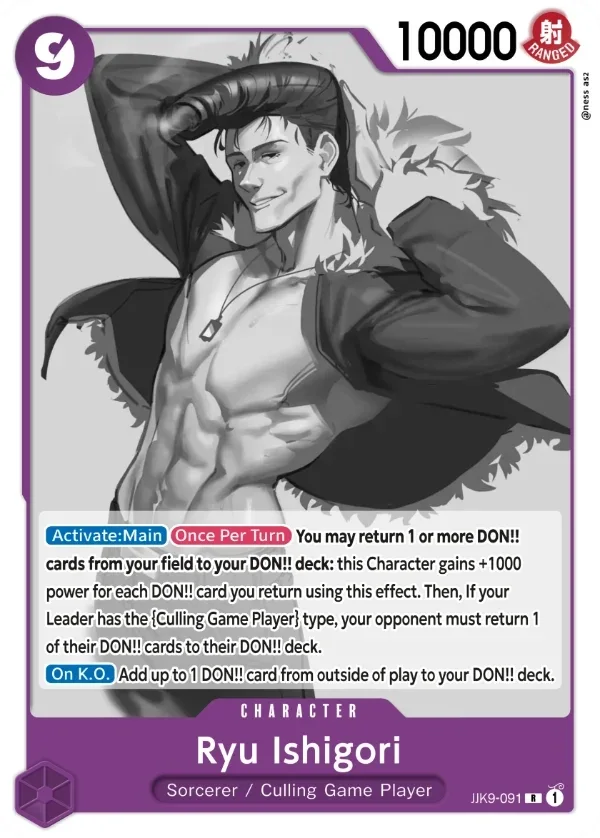 9
10000
射
RANGED
@ness_asz
Activate:Main Once Per Turn You may return 1 or more DON!!
cards from your field to your DON!! deck: this Character gains +1000
power for each DON!! card you return using this effect. Then, If your
Leader has the {Culling Game Player} type, your opponent must return 1
of their DON!! cards to their DON!! deck.
On K.O. Add up to 1 DON!! card from outside of play to your DON!! deck.
CHARACTER
Ryu Ishigori
Sorcerer / Culling Game Player
JJK9-091 R 1